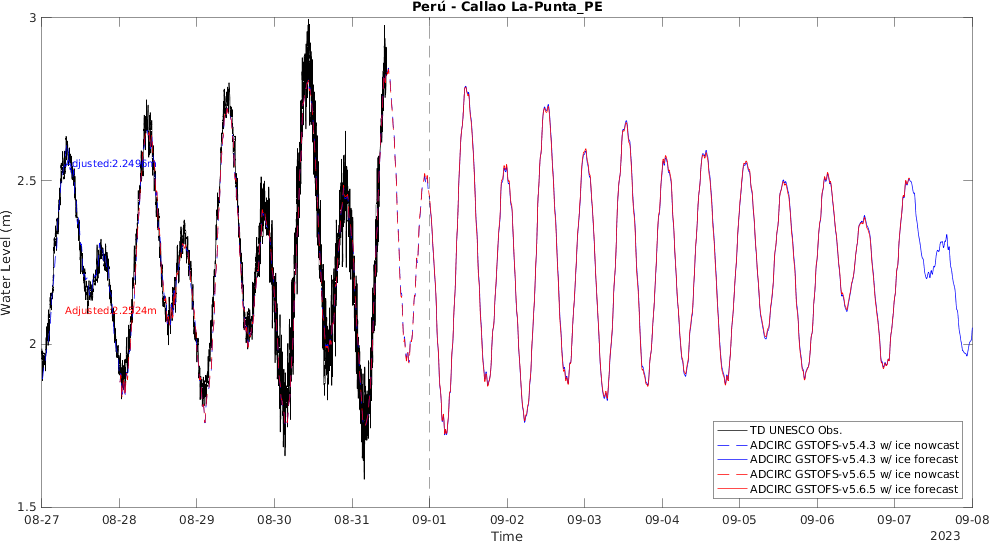 Perú - Callao La-Punta_PE
3
2.5
2
1.5
Water Level (m)
Adjusted:2.2496m
Adjusted:2.2524m
TD UNESCO Obs.
ADCIRC GSTOFS-v5.4.3 w/ ice nowcast
ADCIRC GSTOFS-v5.4.3 w/ ice forecast
ADCIRC GSTOFS-v5.6.5 w/ ice nowcast
ADCIRC GSTOFS-v5.6.5 w/ ice forecast
08-27 08-28 08-29 08-30 08-31 09-01 09-02 09-03 09-04 09-05 09-06 09-07 09-08
Time
2023